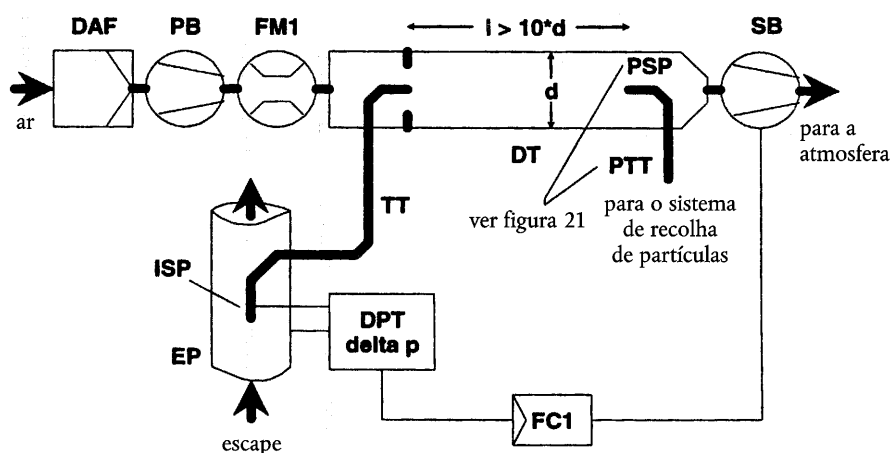 DAF PB FM1 l > 10*d SB
ar
d
PSP
DT
PTT
para a
atmosfera
TT
ver figura 21
para o sistema
de recolha
de partículas
ISP
DPT
delta p
EP
FC1
escape